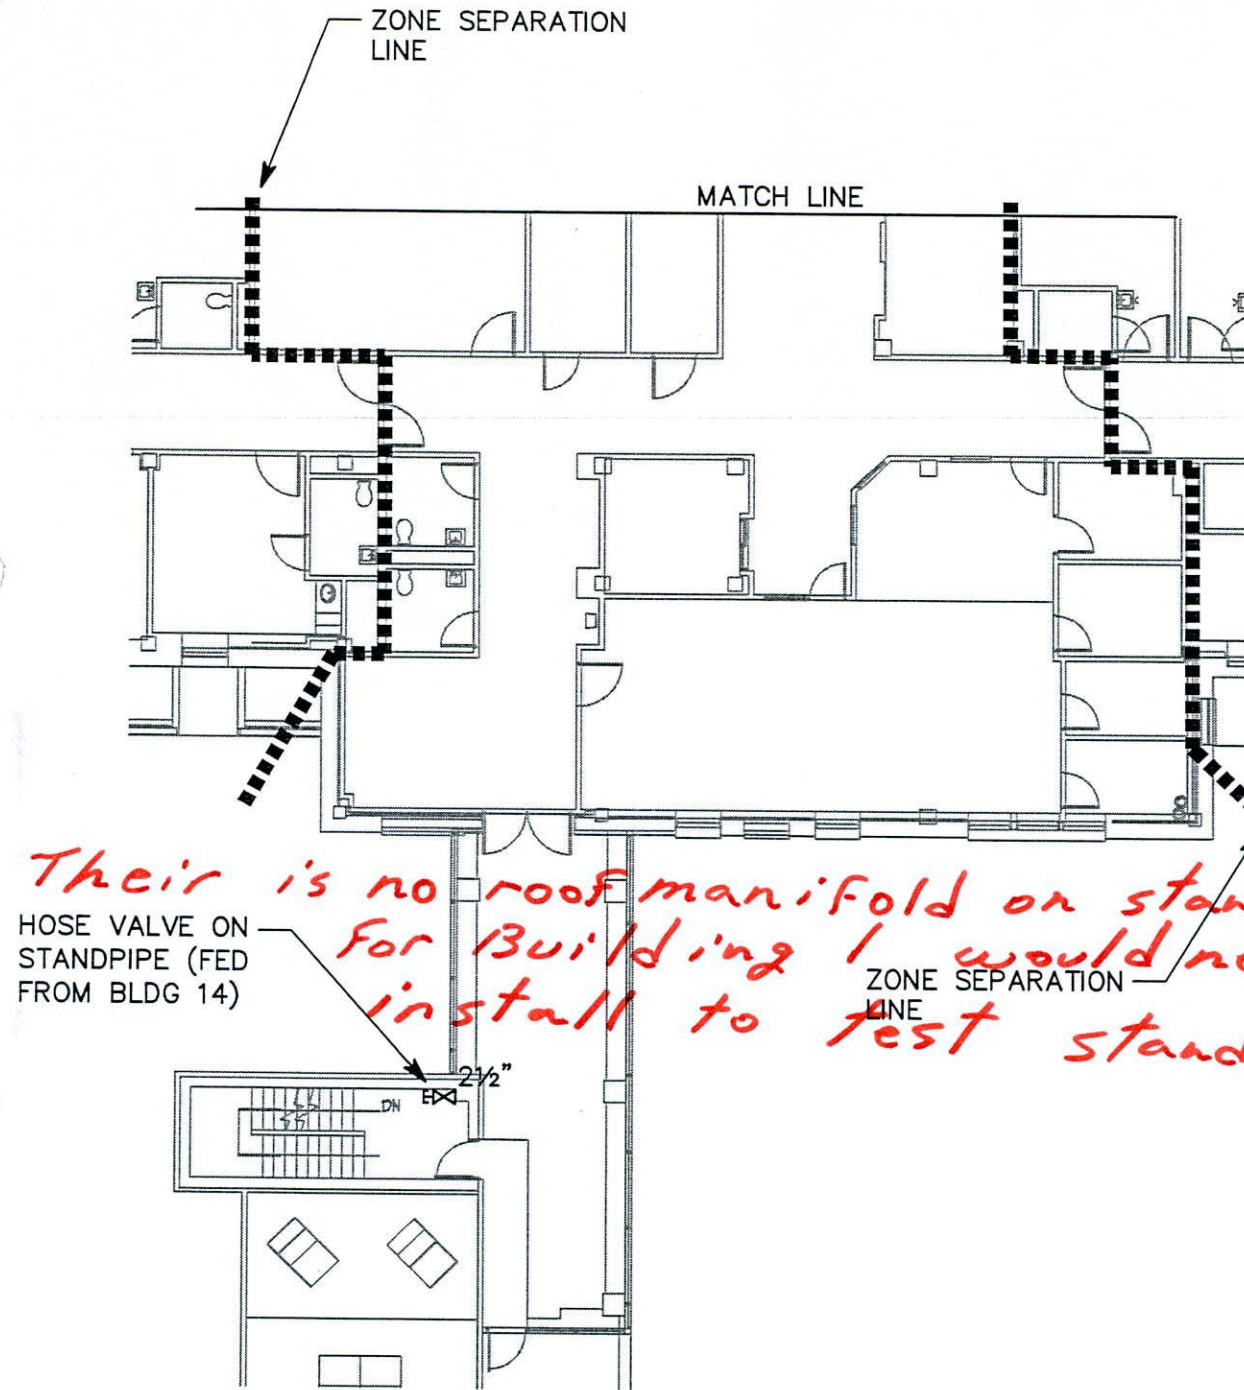 ZONE SEPARATION
LINE
MATCH LINE
Their is no roof manifold on stan
for Building 1 would ne
install to test stand
HOSE VALVE ON
STANDPIPE (FED
FROM BLDG 14)
ZONE SEPARATION
LINE
2½"
DN